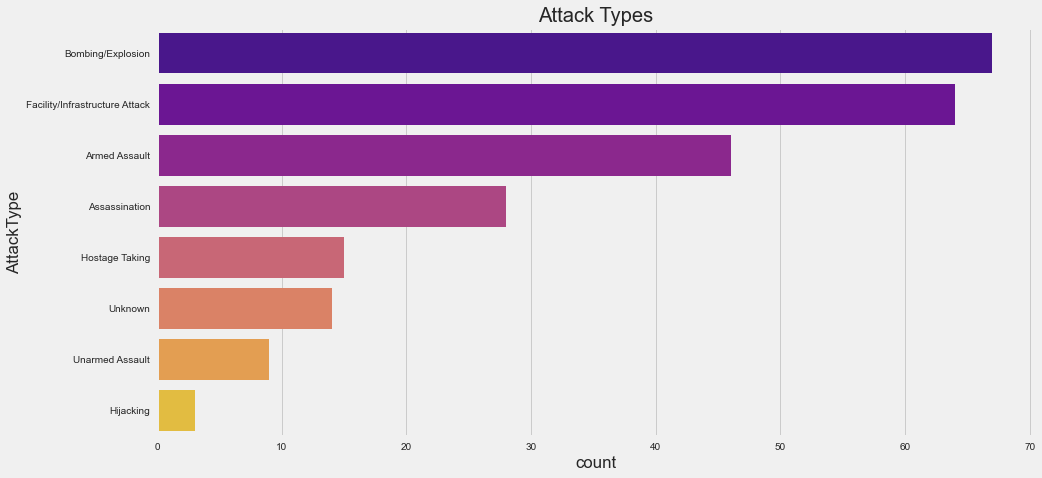 Attack Types
AttackType
Bombing/Explosion
Facility/Infrastructure Attack
Armed Assault
Assassination
Hostage Taking
Unknown
Unarmed Assault
Hijacking
0 10 20 30 40 50 60 70
count